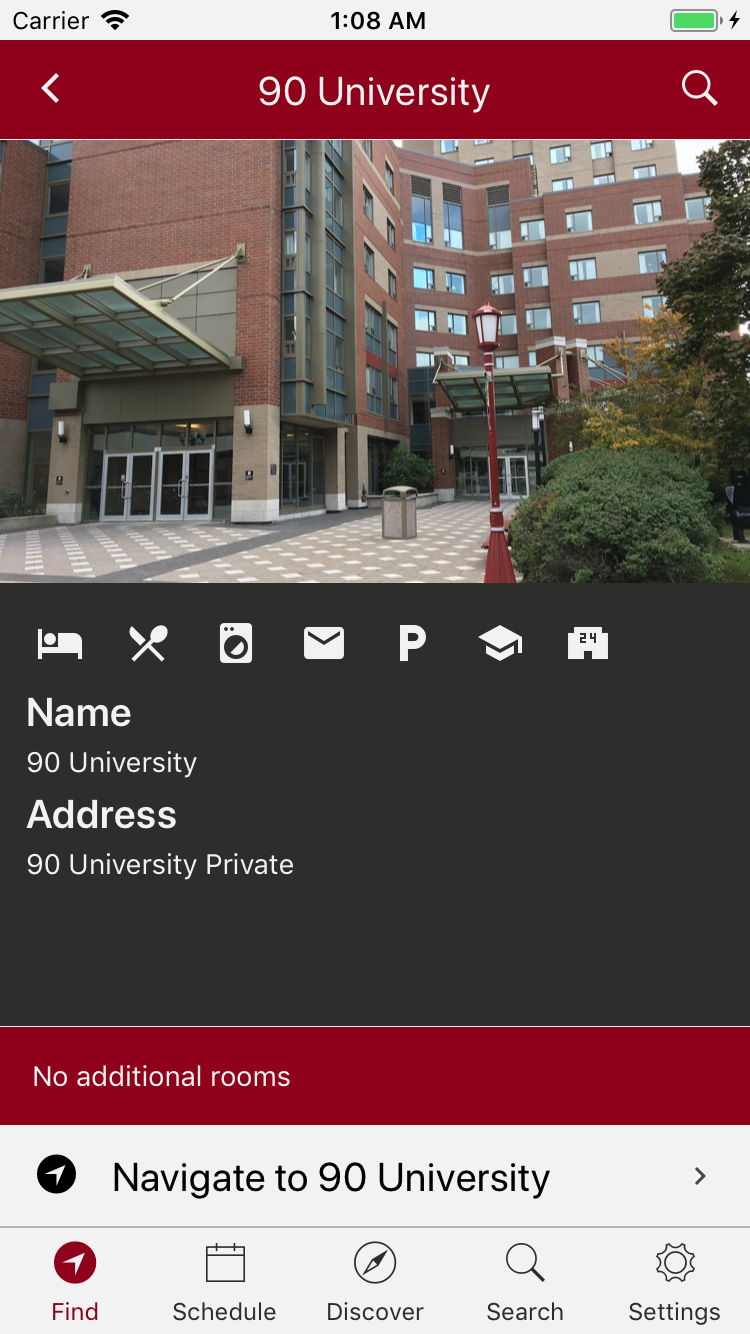 Carrier 1:08 AM
90 University
P
24
Name
90 University
Address
90 University Private
No additional rooms
Navigate to 90 University
Find Schedule Discover Search Settings